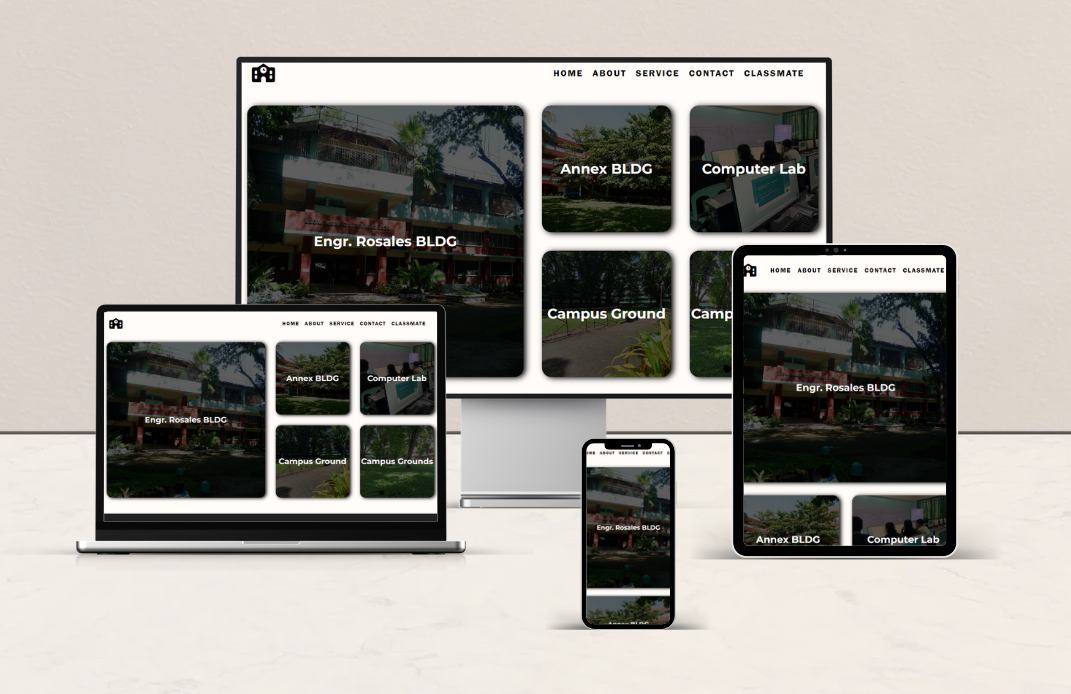 HOME ABOUT SERVICE CONTACT CLASSMATE
Engr. Rosales BLDG
Annex BLDG
Computer Lab
Campus Ground
Camp
HOME ABOUT SERVICE CONTACT CLASSMATE
Engr. Rosales BLDG
Annex BLDG
Computer Lab
Campus Ground
Campus Grounds
HOME ABOUT SERVICE CONTACT CLASSMATE
Engr. Rosales BLDG
Annex BLDG
Computer Lab
OME ABOUT SERVICE CONTACT C
Engr. Rosales BLDG
Annex BLDG